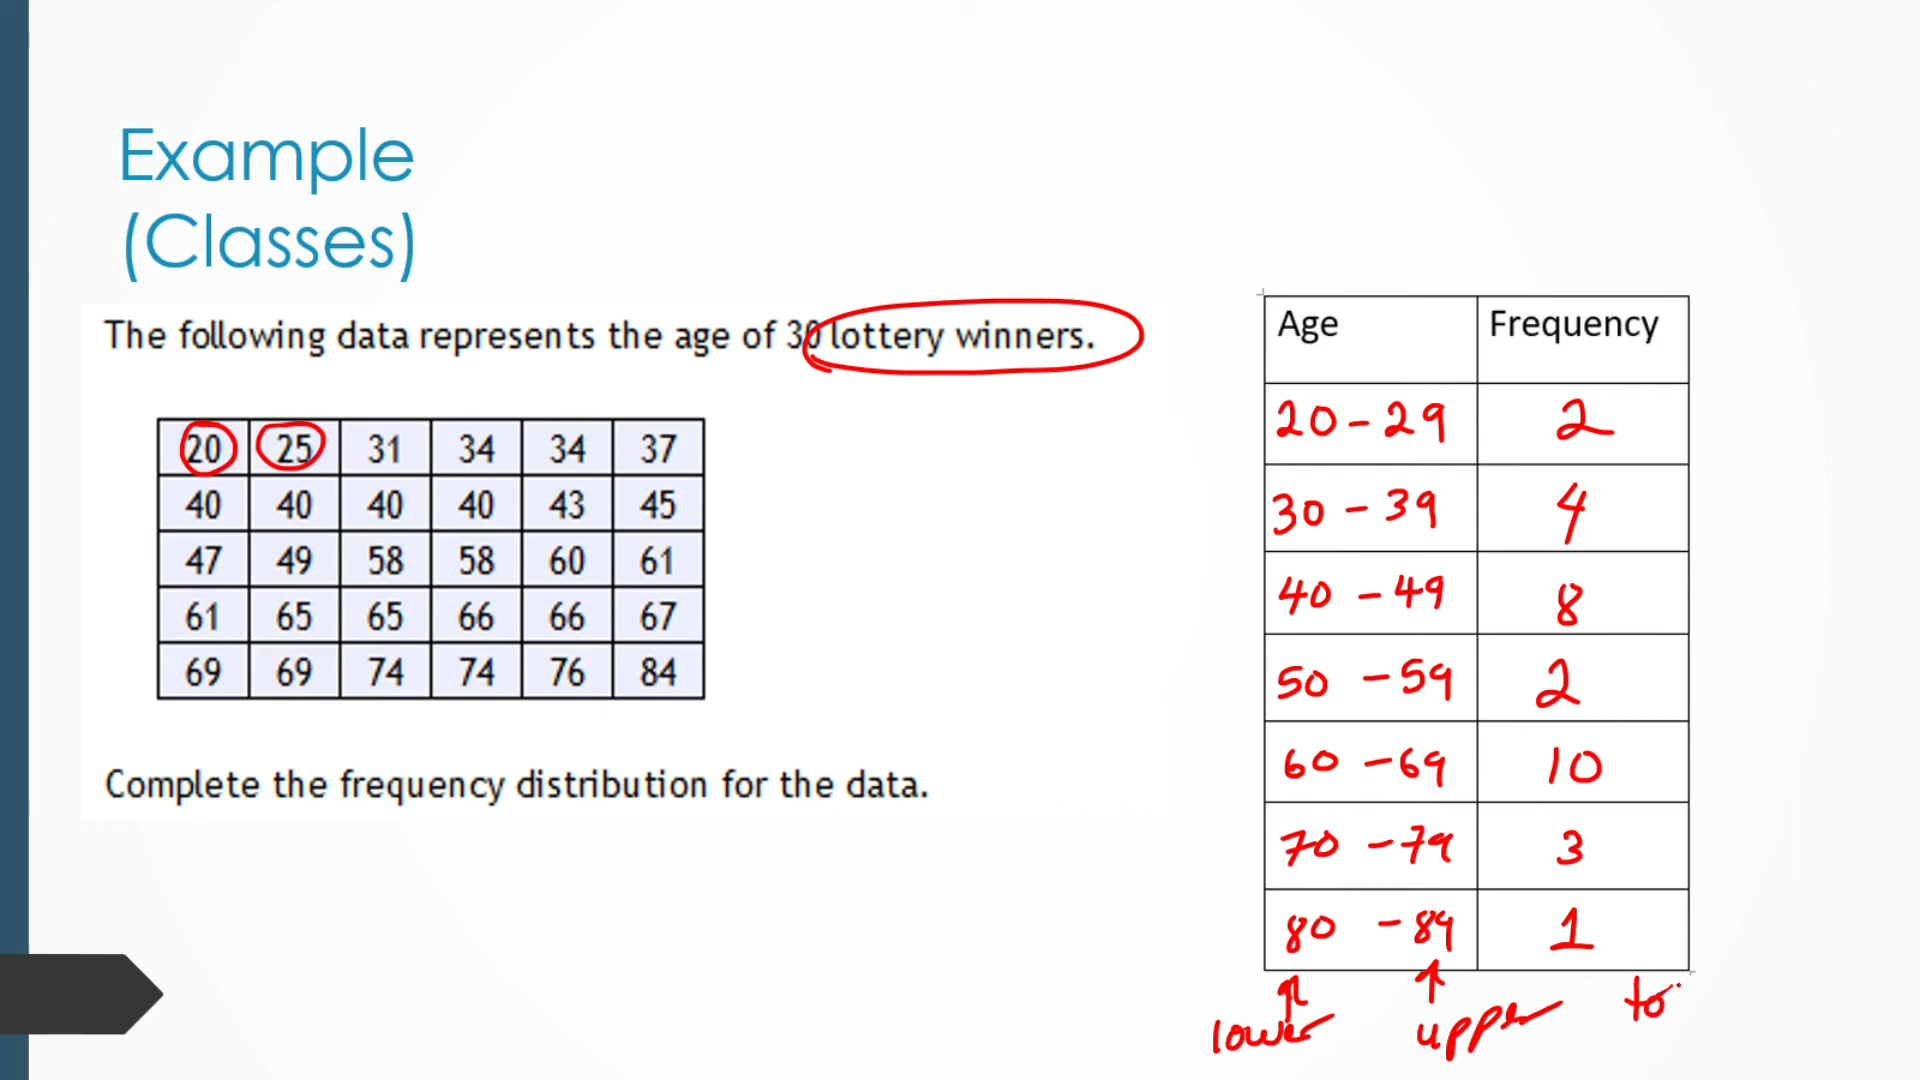 Example
(Classes)
The following data represents the age of 30 lottery winners.
20 25 31 34 34 37
40 40 40 40 43 45
47 49 58 58 60 61
61 65 65 66 66 67
69 69 74 74 76 84
Complete the frequency distribution for the data.
Age Frequency
20 - 29 2
30 - 39 4
40 - 49 8
50 - 59 2
60 - 69 10
70 - 79 3
80 - 89 1
lower upper to